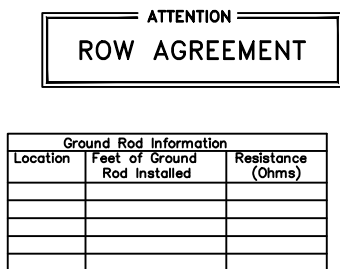 ATTENTION
ROW AGREEMENT
Ground Rod Information
Location Feet of Ground Rod Installed Resistance (Ohms)